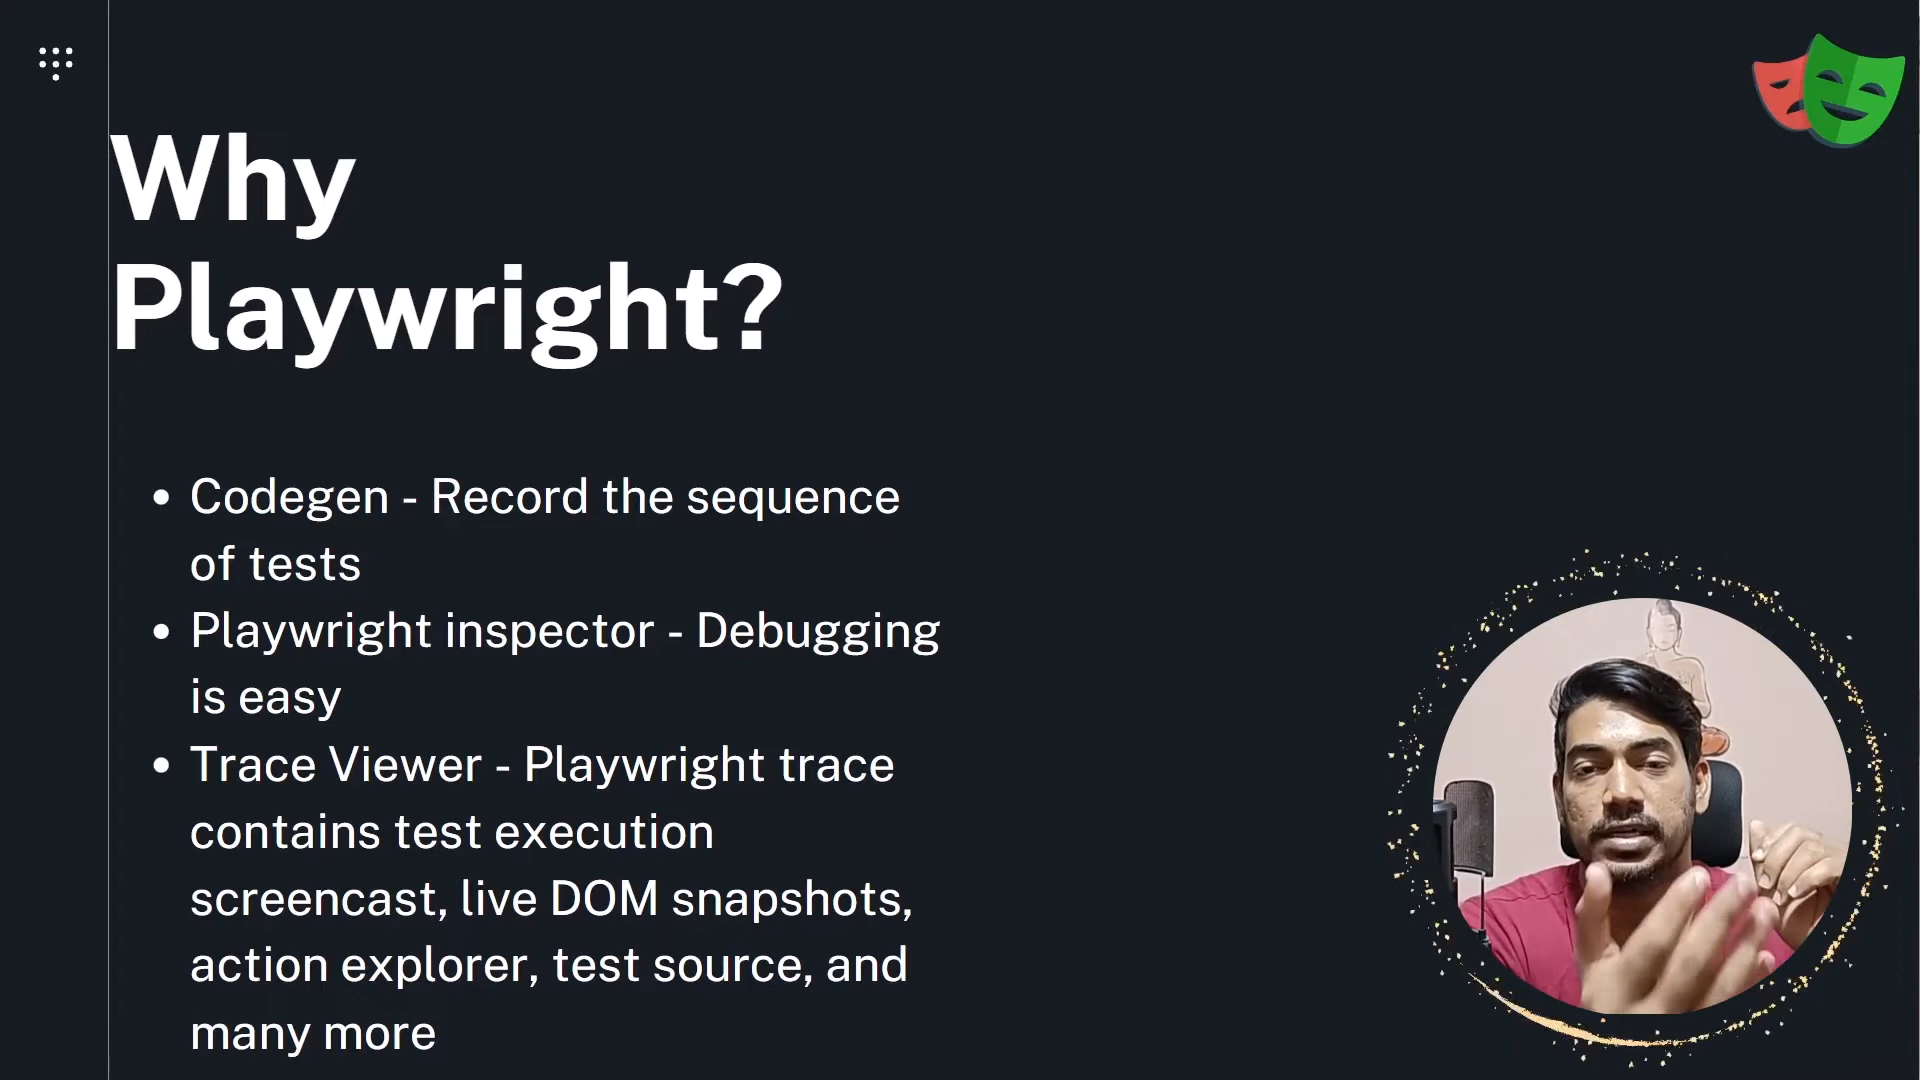 Why
Playwright?
• Codegen - Record the sequence
of tests
• Playwright inspector - Debugging
is easy
• Trace Viewer - Playwright trace
contains test execution
screencast, live DOM snapshots,
action explorer, test source, and
many more